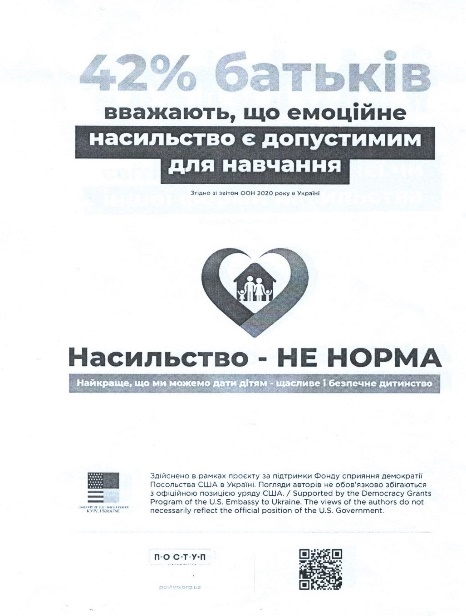 42% батьків
вважають, що емоційне
насильство є допустимим
для навчання
Згідно зі звітом ООН 2020 року в Україні
Насильство - НЕ НОРМА
Найкраще, що ми можемо дати дітям - щасливе і безпечне дитинство
Здійснено в рамках проєкту за підтримки Фонду сприяння демократії
Посольства США в Україні. Погляди авторів не обов'язково збігаються
з офіційною позицією уряду США. / Supported by the Democracy Grants
Program of the U.S. Embassy to Ukraine. The views of the authors do not
necessarily reflect the official position of the U.S. Government.
П·О·С·Т·У·П